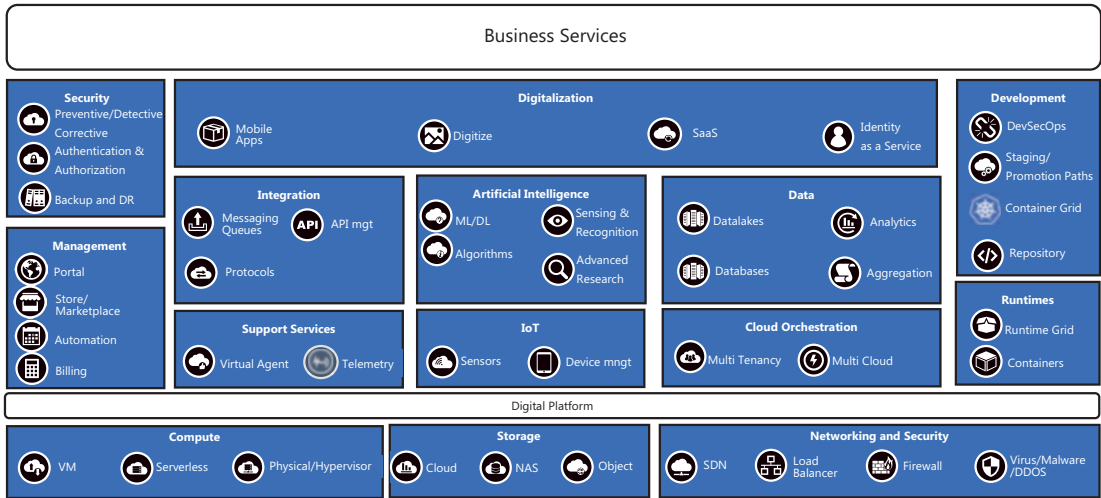 Business Services
Security
Preventive/Detective
Corrective
Authentication &
Authorization
Backup and DR
Management
Portal
Store/
Marketplace
Automation
Billing
Digitalization
Mobile
Apps
Digitize
SaaS
Identity
as a Service
Integration
Messaging
Queues
API
API mgt
Protocols
Artificial Intelligence
ML/DL
Sensing &
Recognition
Algorithms
Advanced
Research
Data
Datalakes
Analytics
Databases
Aggregation
Support Services
Virtual Agent
Telemetry
IoT
Sensors
Device mngt
Cloud Orchestration
Multi Tenancy
Multi Cloud
Development
DevSecOps
Staging/
Promotion Paths
Container Grid
Repository
Runtimes
Runtime Grid
Containers
Digital Platform
Compute
VM
Serverless
Physical/Hypervisor
Storage
Cloud
NAS
Object
Networking and Security
SDN
Load
Balancer
Firewall
Virus/Malware
/DDOS